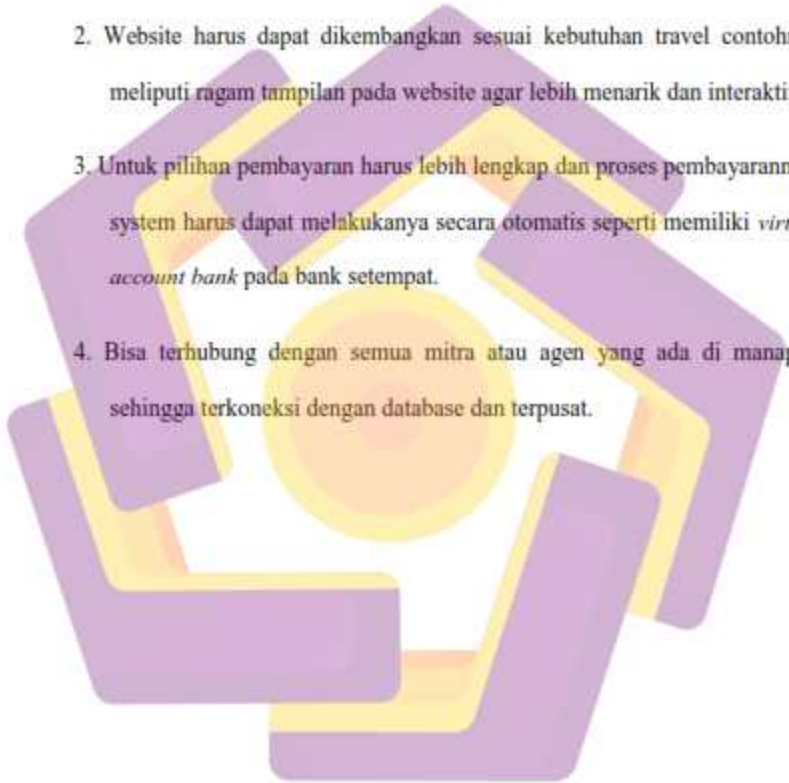 2. Website harus dapat dikembangkan sesuai kebutuhan travel contohn
meliputi ragam tampilan pada website agar lebih menarik dan interakti
3. Untuk pilihan pembayaran harus lebih lengkap dan proses pembayarann
system harus dapat melakukanya secara otomatis seperti memiliki virt
account bank pada bank setempat.
4. Bisa terhubung dengan semua mitra atau agen yang ada di manap
sehingga terkoneksi dengan database dan terpusat.